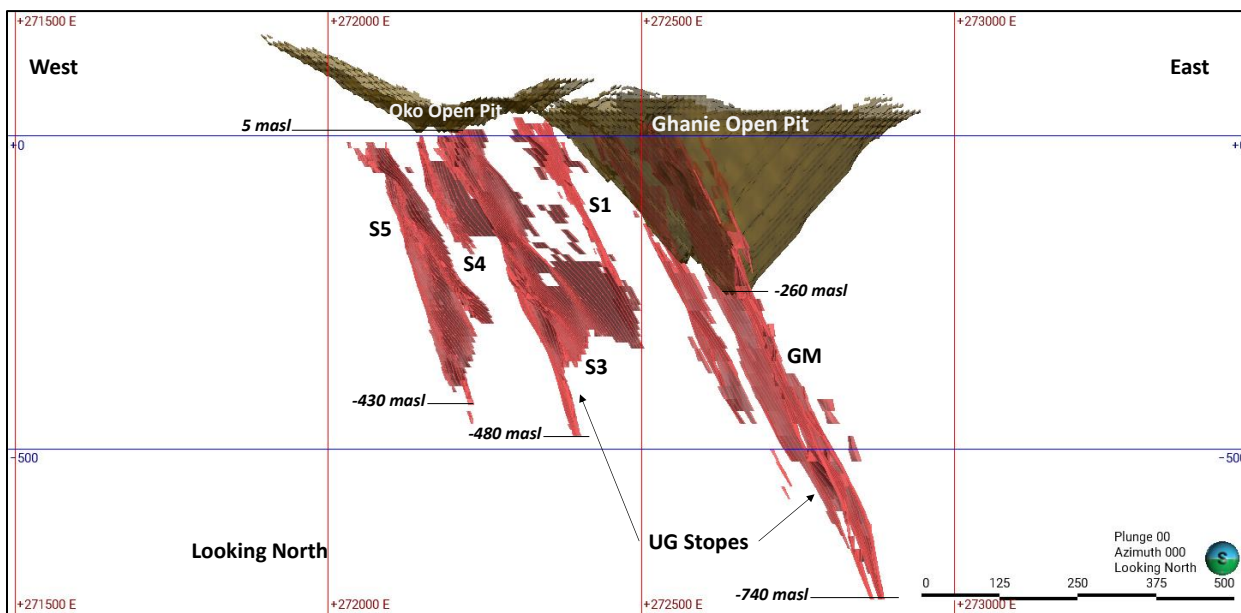 +271500 E
+272000 E
+272500 E
+273000 E
West
East
Oko Open Pit
Ghanie Open Pit
5 masl
+0
S1
S5
S4
-260 masl
GM
S3
-430 masl
-480 masl
-500
-500
UG Stopes
Looking North
Plunge 00
Azimuth 000
Looking North
S
0 125 250 375 500
-740 masl
+271500 E
+272000 E
+272500 E
+273000 E